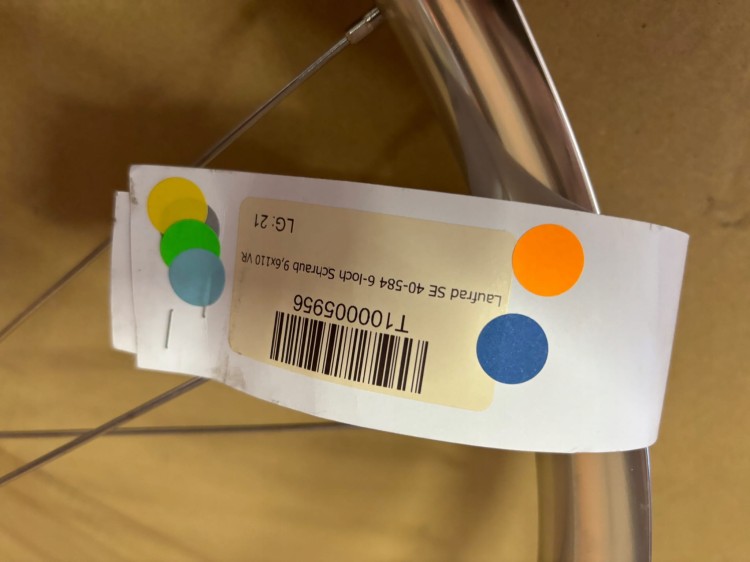 T100005956
Laufrad SE 40-584 6-loch Schraub 9,6x110 VR
LG: 21